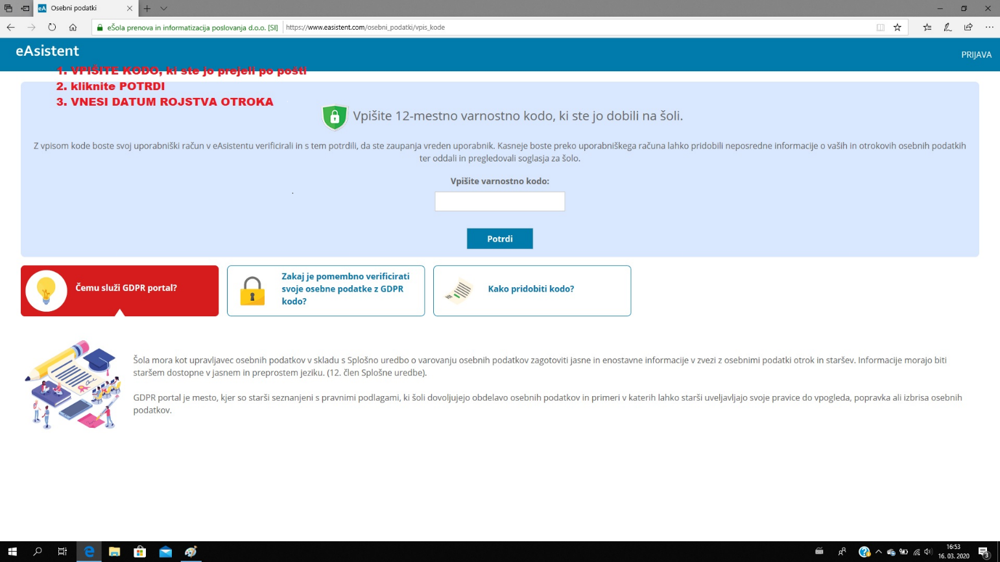 Osebni podatki
eŠola prenova in informatizacija poslovanja d.o.o. [SI] https://www.easistent.com/osebni_podatki/vpis_kode
eAsistent
PRIJAVA
1. VPIŠITE KODO, ki ste jo prejeli po pošti
2. kliknite POTRDI
3. VNESI DATUM ROJSTVA OTROKA
Vpišite 12-mestno varnostno kodo, ki ste jo dobili na šoli.
Z vpisom kode boste svoj uporabniški račun v eAsistentu verificirali in s tem potrdili, da ste zaupanja vreden uporabnik. Kasneje boste preko uporabniškega računa lahko pridobili neposredne informacije o vaših in otrokovih osebnih podatkih
ter oddali in pregledovali soglasja za šolo.
Vpišite varnostno kodo:
Potrdi
Čemu služi GDPR portal?
Zakaj je pomembno verificirati
svoje osebne podatke z GDPR
kodo?
Kako pridobiti kodo?
Šola mora kot upravljavec osebnih podatkov v skladu s Splošno uredbo o varovanju osebnih podatkov zagotoviti jasne in enostavne informacije v zvezi z osebnimi podatki otrok in staršev. Informacije morajo biti
staršem dostopne v jasnem in preprostem jeziku. (12. člen Splošne uredbe).
GDPR portal je mesto, kjer so starši seznanjeni s pravnimi podlagami, ki šoli dovoljujejo obdelavo osebnih podatkov in primeri v katerih lahko starši uveljavljajo svoje pravice do vpogleda, popravka ali izbrisa osebnih
podatkov.
16:53
16. 03. 2020
3